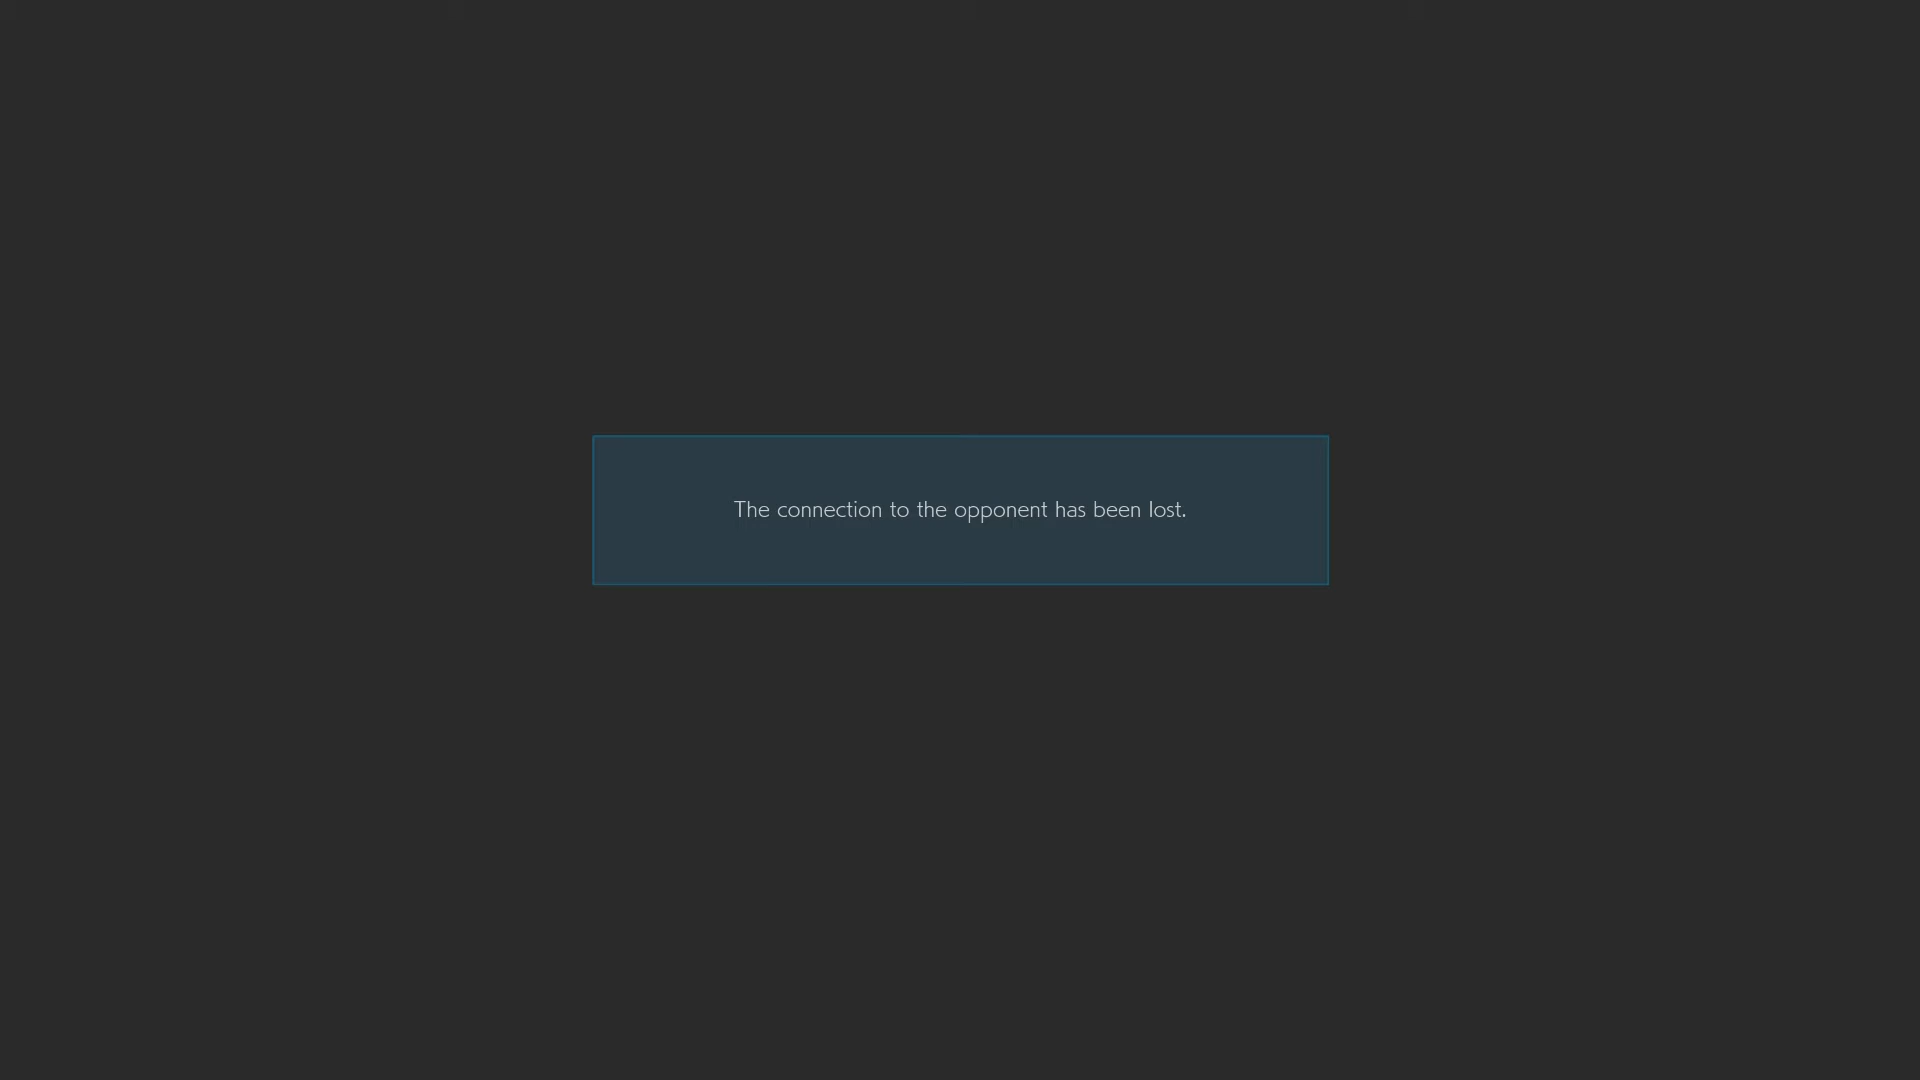 The connection to the opponent has been lost.